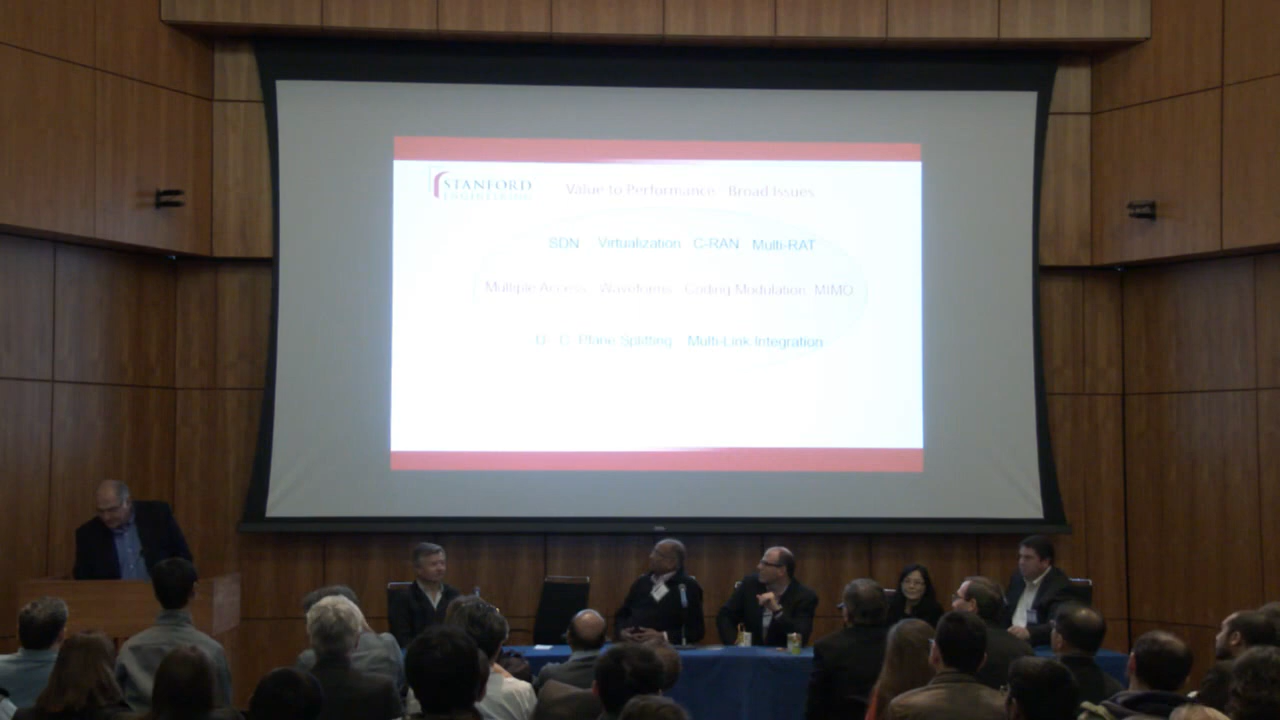 STANFORD
ENGINEERING
Value to Performance - Broad Issues
SDN Virtualization C-RAN Multi-RAT
Multiple Access Waveforms Coding Modulation MIMO
Plane Splitting Multi-Link Integration